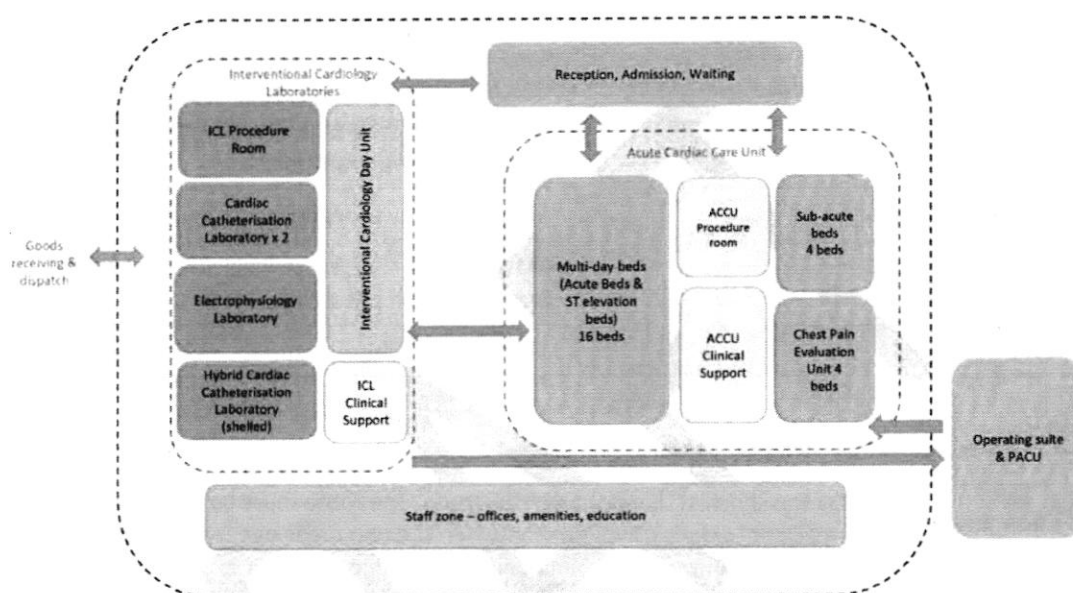 Interventional Cardiology
Laboratories
ICL Procedure
Room
Cardiac
Catheterisation
Laboratory x 2
Electrophysiology
Laboratory
Hybrid Cardiac
Catheterisation
Laboratory
(shelled)
Interventional Cardiology Day Unit
ICL
Clinical
Support
Goods
receiving &
dispatch
Reception, Admission, Waiting
Acute Cardiac Care Unit
Multi-day beds
(Acute Beds &
ST elevation
beds)
16 beds
ACCU
Procedure
room
ACCU
Clinical
Support
Sub-acute
beds
4 beds
Chest Pain
Evaluation
Unit 4
beds
Operating suite
& PACU
Staff zone – offices, amenities, education